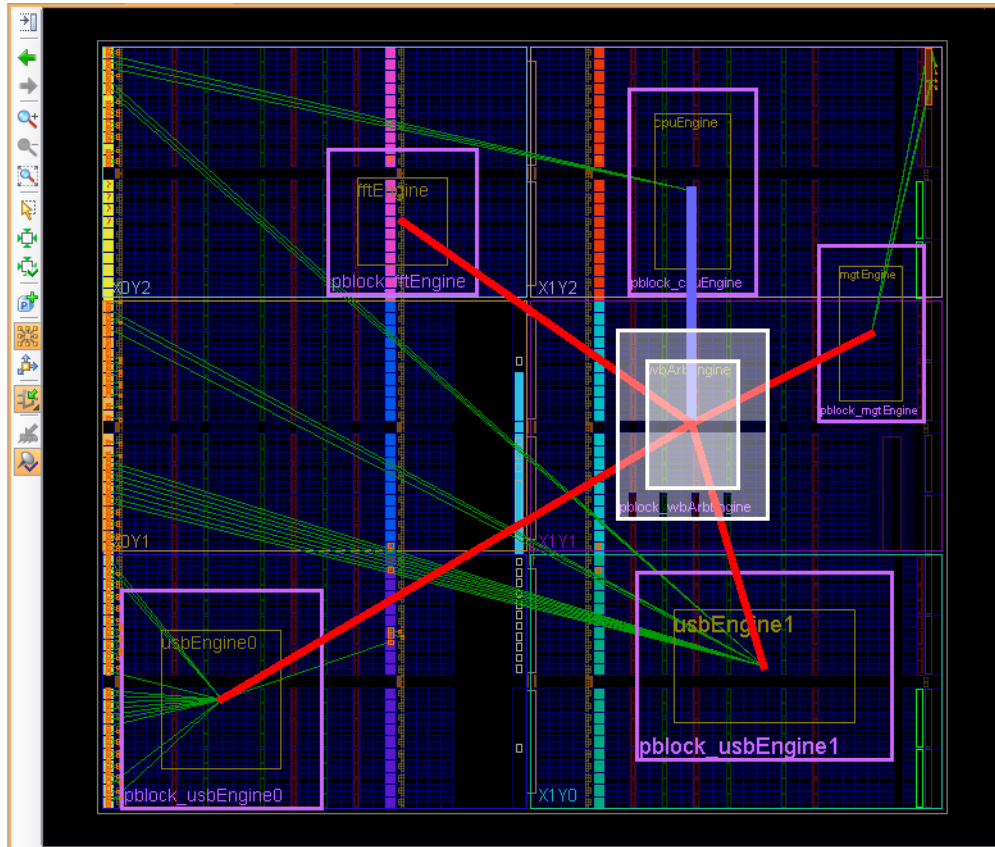 cpuEngine
fftEngine
mgtEngine
pblock_fftEngine
pblock_cpuEngine
X0Y2
X1Y2
wbArbEngine
pblock_mgtEngine
pblock_wbArbEngine
X0Y1
X1Y1
usbEngine1
usbEngine0
pblock_usbEngine1
pblock_usbEngine0
X1Y0